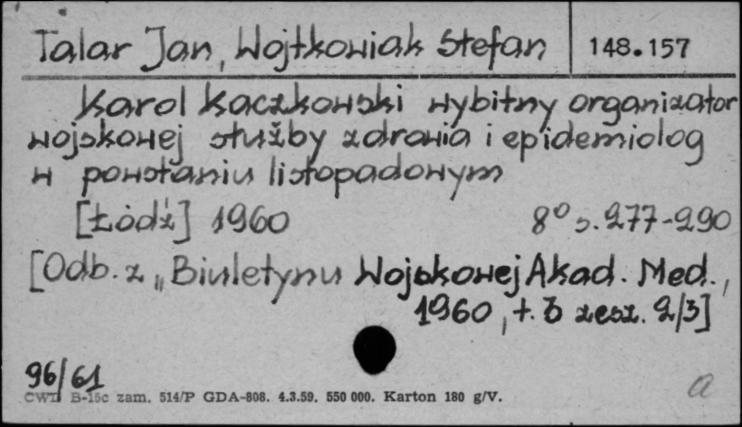 Talar Jan, Wojtkowiak Stefan 148.157
Karol Kaczkowski wybitny organizator
wojskowej służby zdrowia i epidemiolog
w powstaniu listopadowym
[Łódź] 1960 8° s. 277-290
[Odb. z „Biuletynu Wojskowej Akad. Med.,
1960, t. 3 zesz. 2/3]
96/61
CWD B-15c zam. 514/P GDA-808. 4.3.59. 550 000. Karton 180 g/V.
a